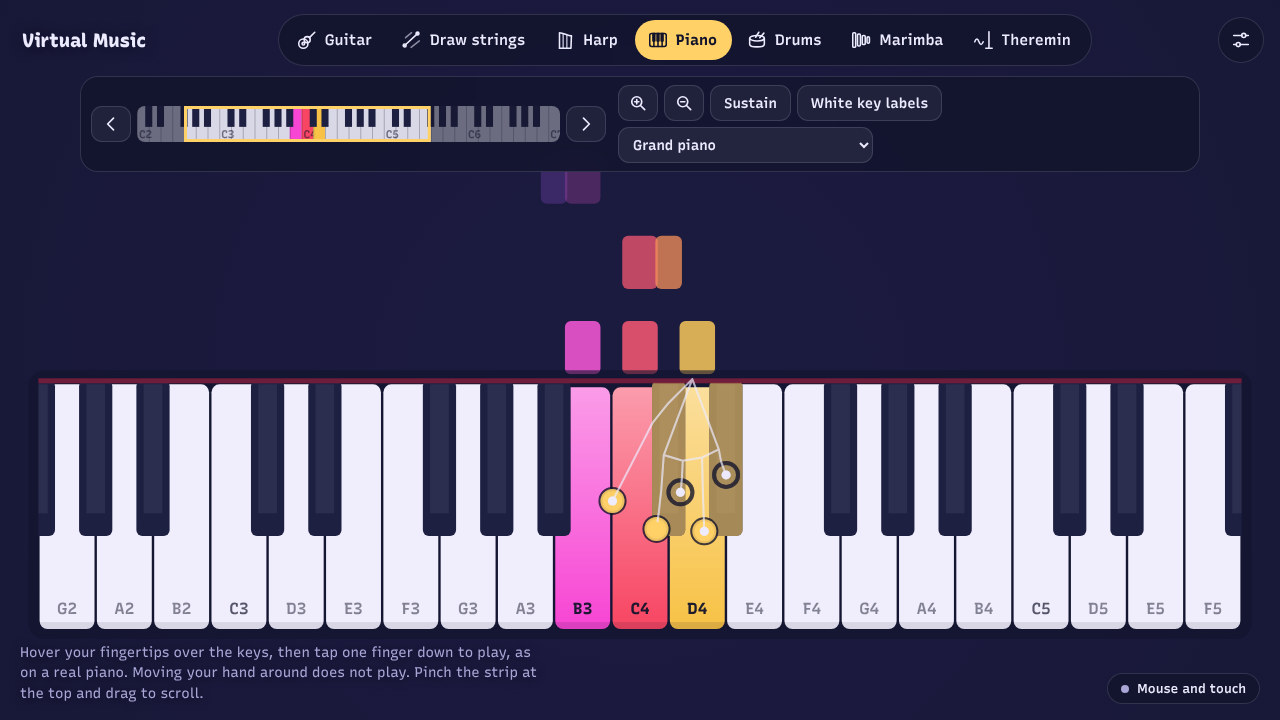 Virtual Music
Guitar
Draw strings
Harp
Piano
Drums
Marimba
Theremin
C2
C3
C5
C6
Sustain
White key labels
Grand piano
G2
A2
B2
C3
D3
E3
F3
G3
A3
B3
C4
D4
E4
F4
G4
A4
B4
C5
D5
E5
F5
Hover your fingertips over the keys, then tap one finger down to play, as
on a real piano. Moving your hand around does not play. Pinch the strip at
the top and drag to scroll.
Mouse and touch